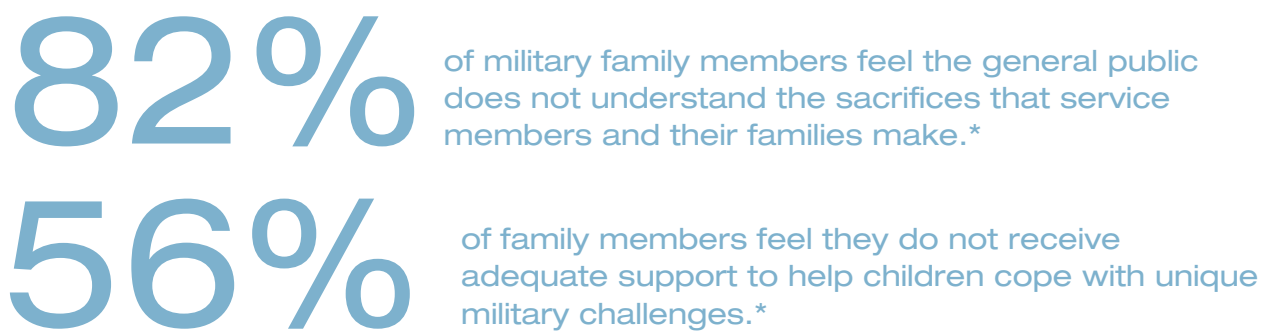 82%
of military family members feel the general public
does not understand the sacrifices that service
members and their families make.*
56%
of family members feel they do not receive
adequate support to help children cope with unique
military challenges.*